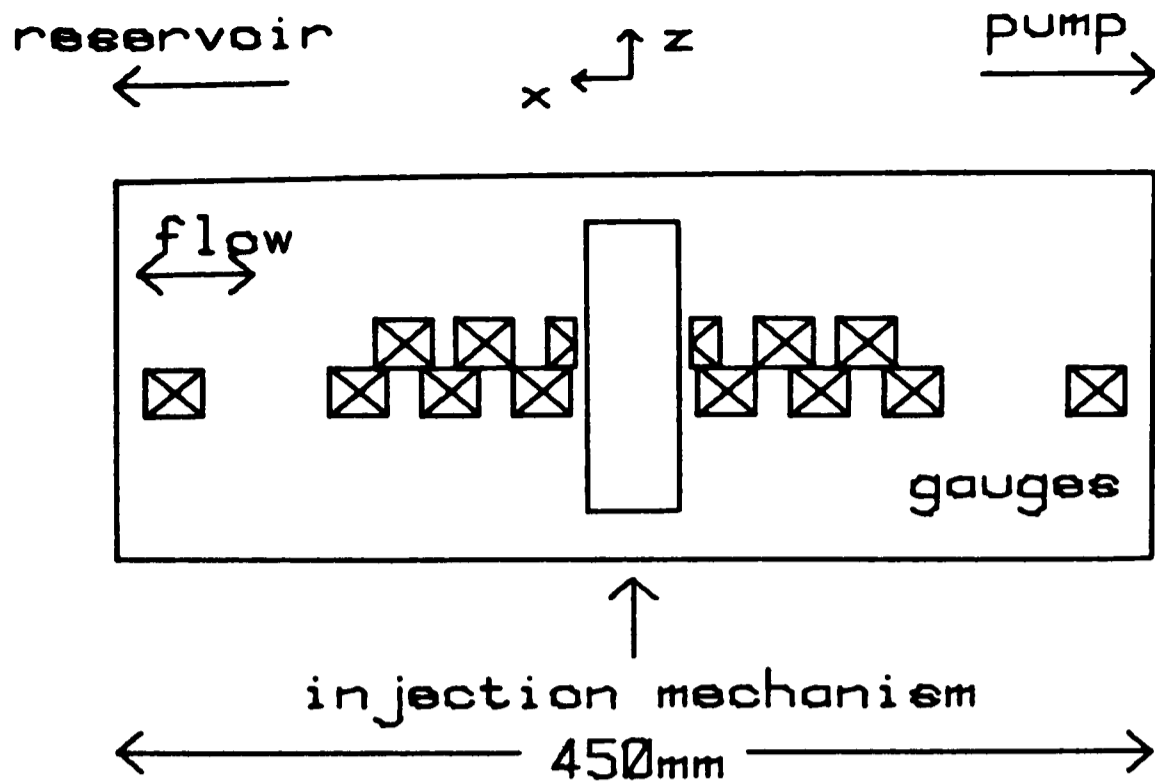 reservoir
z
x
pump
flow
gauges
injection mechanism
450mm